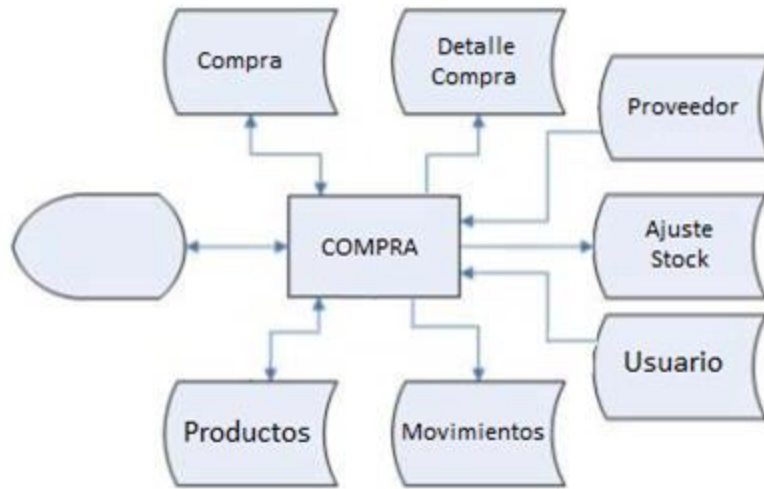 Compra
Detalle
Compra
Proveedor
COMPRA
Ajuste
Stock
Usuario
Productos
Movimientos